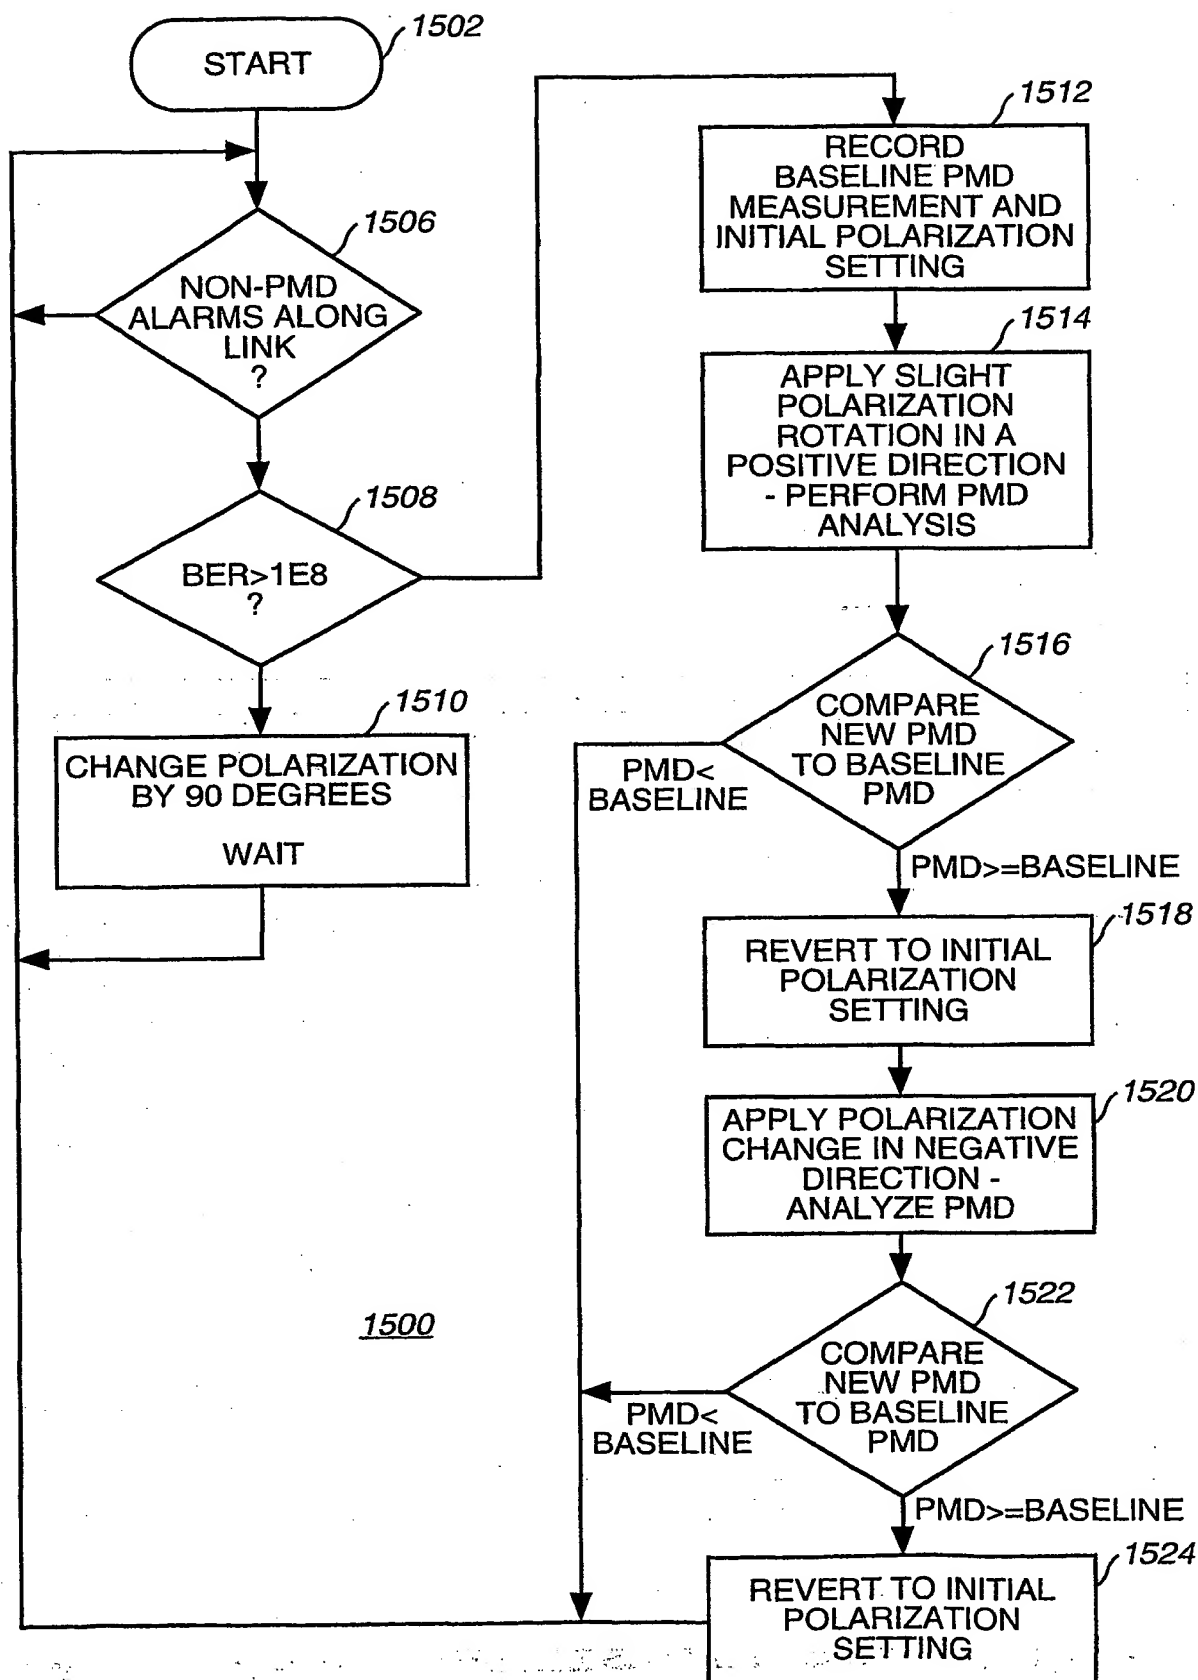 1502
START
1506
NON-PMD
ALARMS ALONG
LINK
?
1508
BER>1E8
?
1510
CHANGE POLARIZATION
BY 90 DEGREES
WAIT
1512
RECORD
BASELINE PMD
MEASUREMENT AND
INITIAL POLARIZATION
SETTING
1514
APPLY SLIGHT
POLARIZATION
ROTATION IN A
POSITIVE DIRECTION
- PERFORM PMD
ANALYSIS
1516
COMPARE
NEW PMD
TO BASELINE
PMD
PMD<
BASELINE
PMD>=BASELINE
1518
REVERT TO INITIAL
POLARIZATION
SETTING
1520
APPLY POLARIZATION
CHANGE IN NEGATIVE
DIRECTION -
ANALYZE PMD
1522
COMPARE
NEW PMD
TO BASELINE
PMD
PMD<
BASELINE
PMD>=BASELINE
1524
REVERT TO INITIAL
POLARIZATION
SETTING
1500